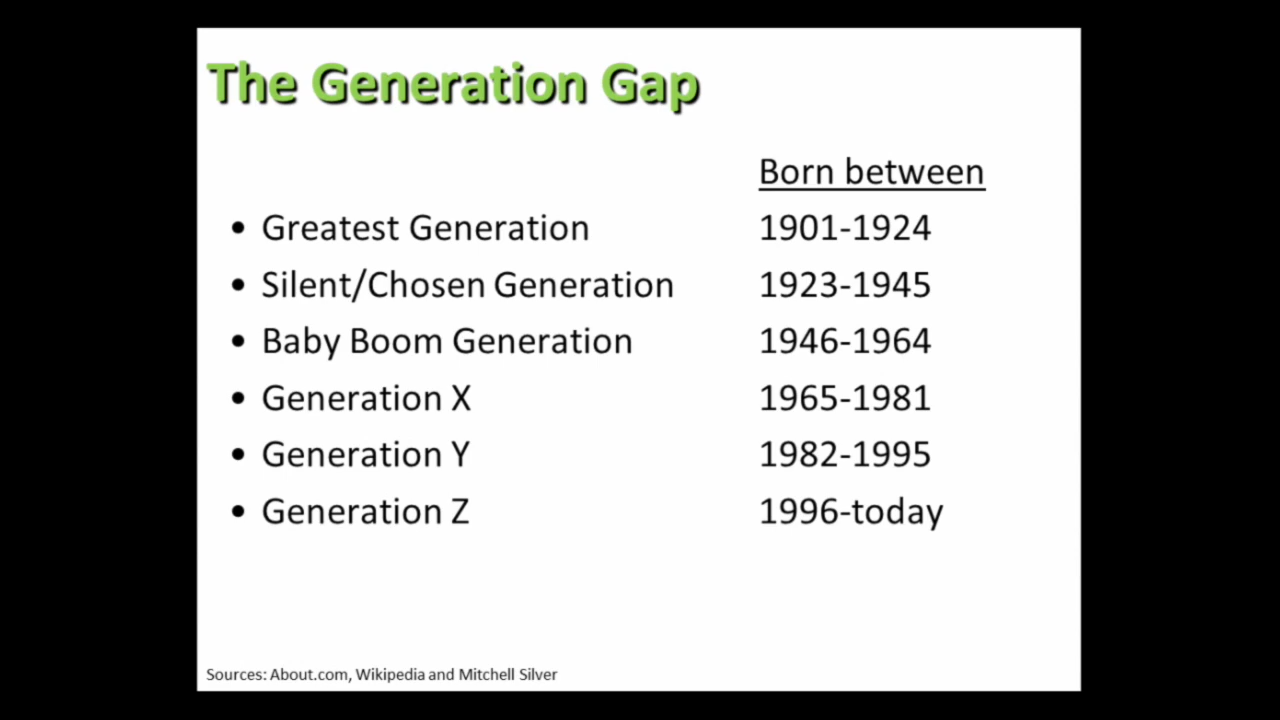 The Generation Gap
Born between
• Greatest Generation 1901-1924
• Silent/Chosen Generation 1923-1945
• Baby Boom Generation 1946-1964
• Generation X 1965-1981
• Generation Y 1982-1995
• Generation Z 1996-today
Sources: About.com, Wikipedia and Mitchell Silver